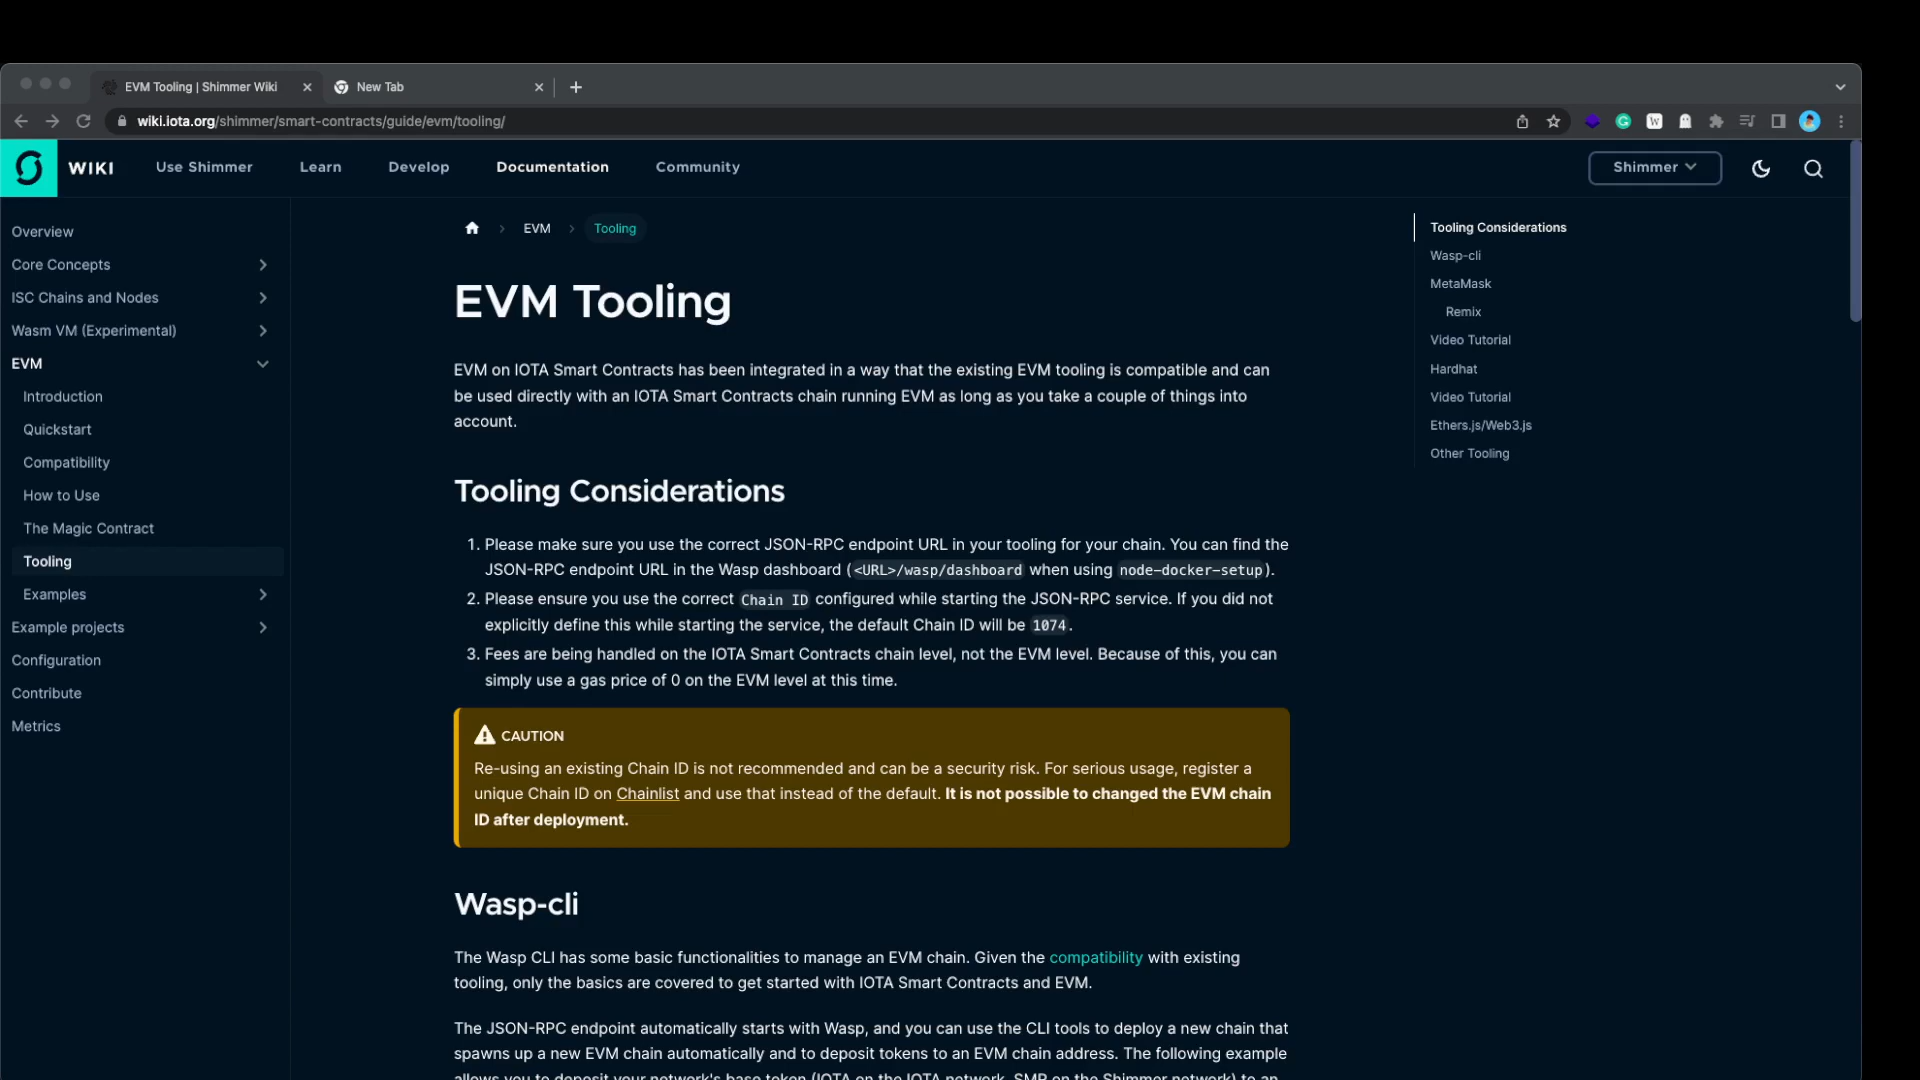 EVM Tooling | Shimmer Wiki
New Tab
wiki.iota.org/shimmer/smart-contracts/guide/evm/tooling/
WIKI
Use Shimmer
Learn
Develop
Documentation
Community
Shimmer
Overview
Core Concepts
ISC Chains and Nodes
Wasm VM (Experimental)
EVM
Introduction
Quickstart
Compatibility
How to Use
The Magic Contract
Tooling
Examples
Example projects
Configuration
Contribute
Metrics
EVM
Tooling
EVM Tooling
EVM on IOTA Smart Contracts has been integrated in a way that the existing EVM tooling is compatible and can
be used directly with an IOTA Smart Contracts chain running EVM as long as you take a couple of things into
account.
Tooling Considerations
1. Please make sure you use the correct JSON-RPC endpoint URL in your tooling for your chain. You can find the
JSON-RPC endpoint URL in the Wasp dashboard (<URL>/wasp/dashboard when using node-docker-setup).
2. Please ensure you use the correct Chain ID configured while starting the JSON-RPC service. If you did not
explicitly define this while starting the service, the default Chain ID will be 1074.
3. Fees are being handled on the IOTA Smart Contracts chain level, not the EVM level. Because of this, you can
simply use a gas price of 0 on the EVM level at this time.
CAUTION
Re-using an existing Chain ID is not recommended and can be a security risk. For serious usage, register a
unique Chain ID on Chainlist and use that instead of the default. It is not possible to changed the EVM chain
ID after deployment.
Wasp-cli
The Wasp CLI has some basic functionalities to manage an EVM chain. Given the compatibility with existing
tooling, only the basics are covered to get started with IOTA Smart Contracts and EVM.
The JSON-RPC endpoint automatically starts with Wasp, and you can use the CLI tools to deploy a new chain that
spawns up a new EVM chain automatically and to deposit tokens to an EVM chain address. The following example
allows you to deposit your network's base token (IOTA on the IOTA network, SMR on the Shimmer network) to an
Tooling Considerations
Wasp-cli
MetaMask
Remix
Video Tutorial
Hardhat
Video Tutorial
Ethers.js/Web3.js
Other Tooling